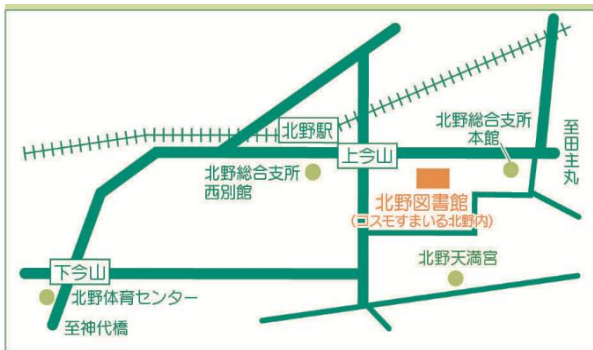 北野総合支所
本館
至田主丸
北野駅
上今山
北野総合支所
西別館
北野図書館
(コスモすまいる北野内)
北野天満宮
下今山
北野体育センター
至神代橋